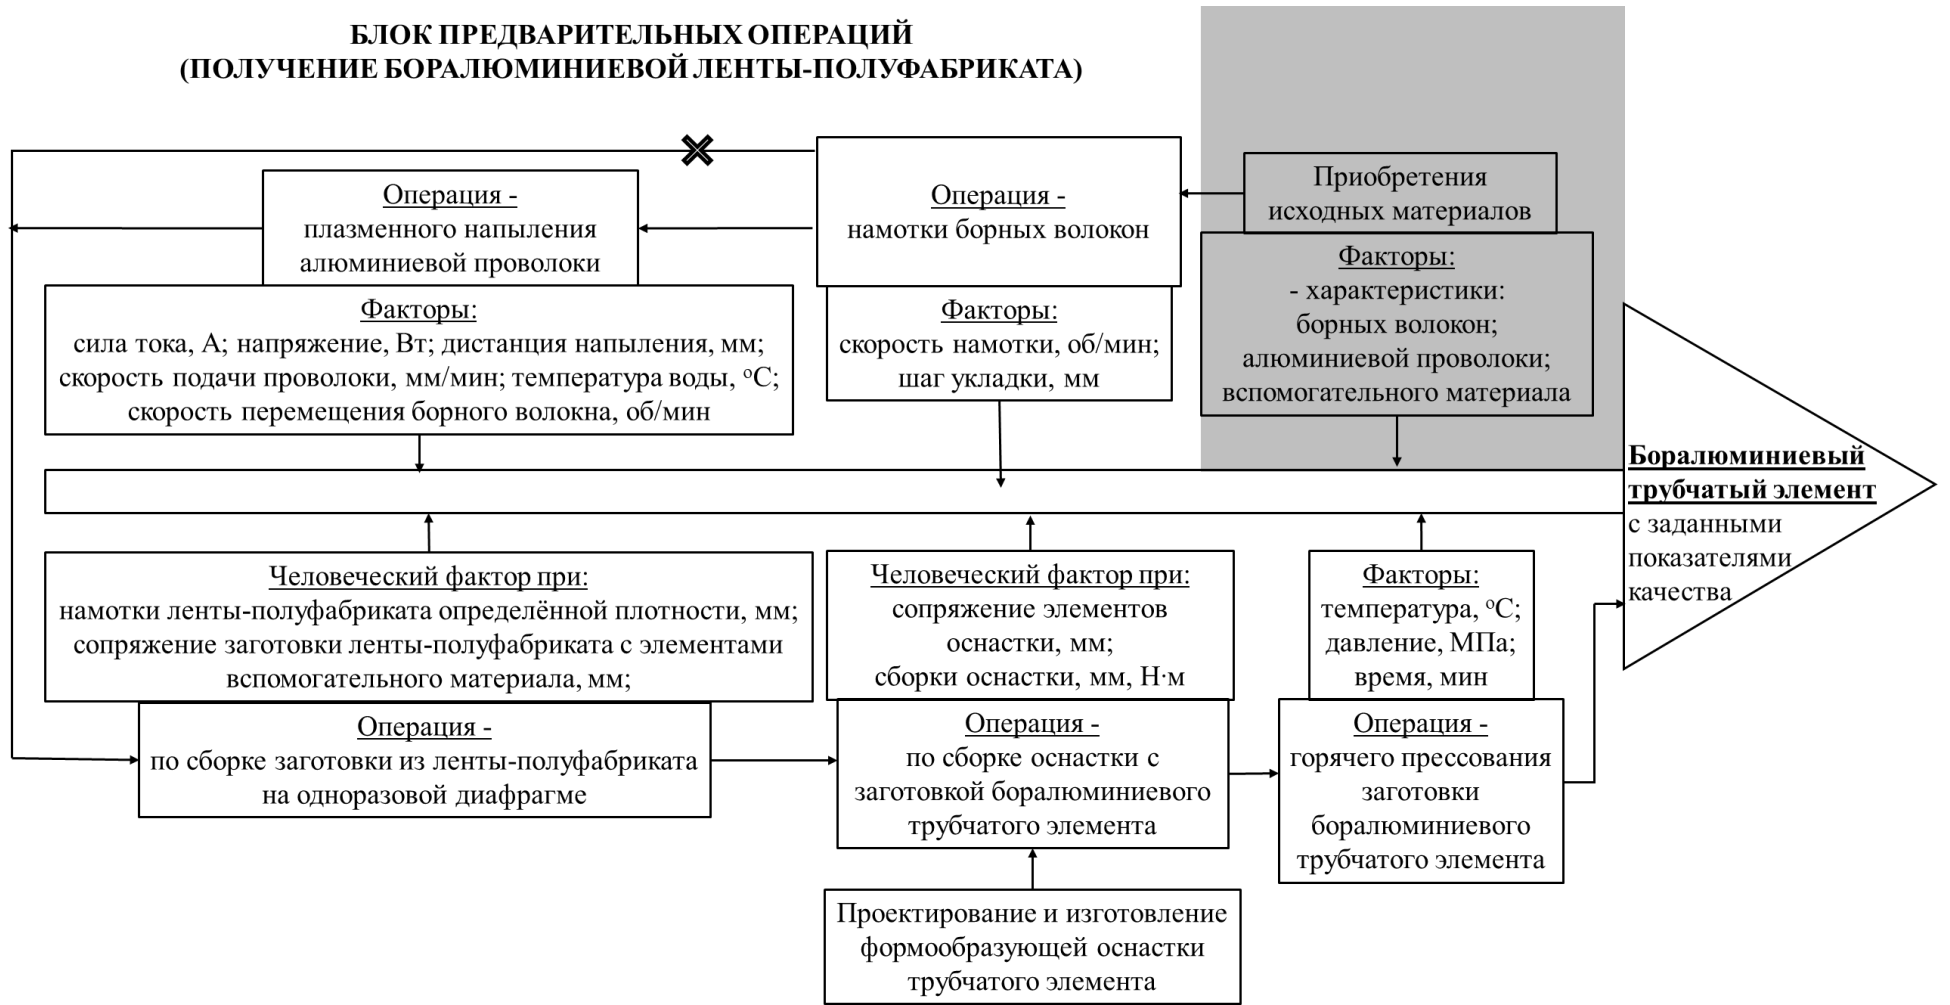 БЛОК ПРЕДВАРИТЕЛЬНЫХ ОПЕРАЦИЙ
(ПОЛУЧЕНИЕ БОРАЛЮМИНИЕВОЙ ЛЕНТЫ-ПОЛУФАБРИКАТА)
Операция -
плазменного напыления
алюминиевой проволоки
Факторы:
сила тока, А; напряжение, Вт; дистанция напыления, мм;
скорость подачи проволоки, мм/мин; температура воды, °С;
скорость перемещения борного волокна, об/мин
Операция -
намотки борных волокон
Факторы:
скорость намотки, об/мин;
шаг укладки, мм
Приобретения
исходных материалов
Факторы:
- характеристики:
борных волокон;
алюминиевой проволоки;
вспомогательного материала
Боралюминиевый
трубчатый элемент
с заданными
показателями
качества
Человеческий фактор при:
намотки ленты-полуфабриката определённой плотности, мм;
сопряжение заготовки ленты-полуфабриката с элементами
вспомогательного материала, мм;
Операция -
по сборке заготовки из ленты-полуфабриката
на одноразовой диафрагме
Человеческий фактор при:
сопряжение элементов
оснастки, мм;
сборки оснастки, мм, Н·м
Операция -
по сборке оснастки с
заготовкой боралюминиевого
трубчатого элемента
Факторы:
температура, °С;
давление, МПа;
время, мин
Операция -
горячего прессования
заготовки
боралюминиевого
трубчатого элемента
Проектирование и изготовление
формообразующей оснастки
трубчатого элемента